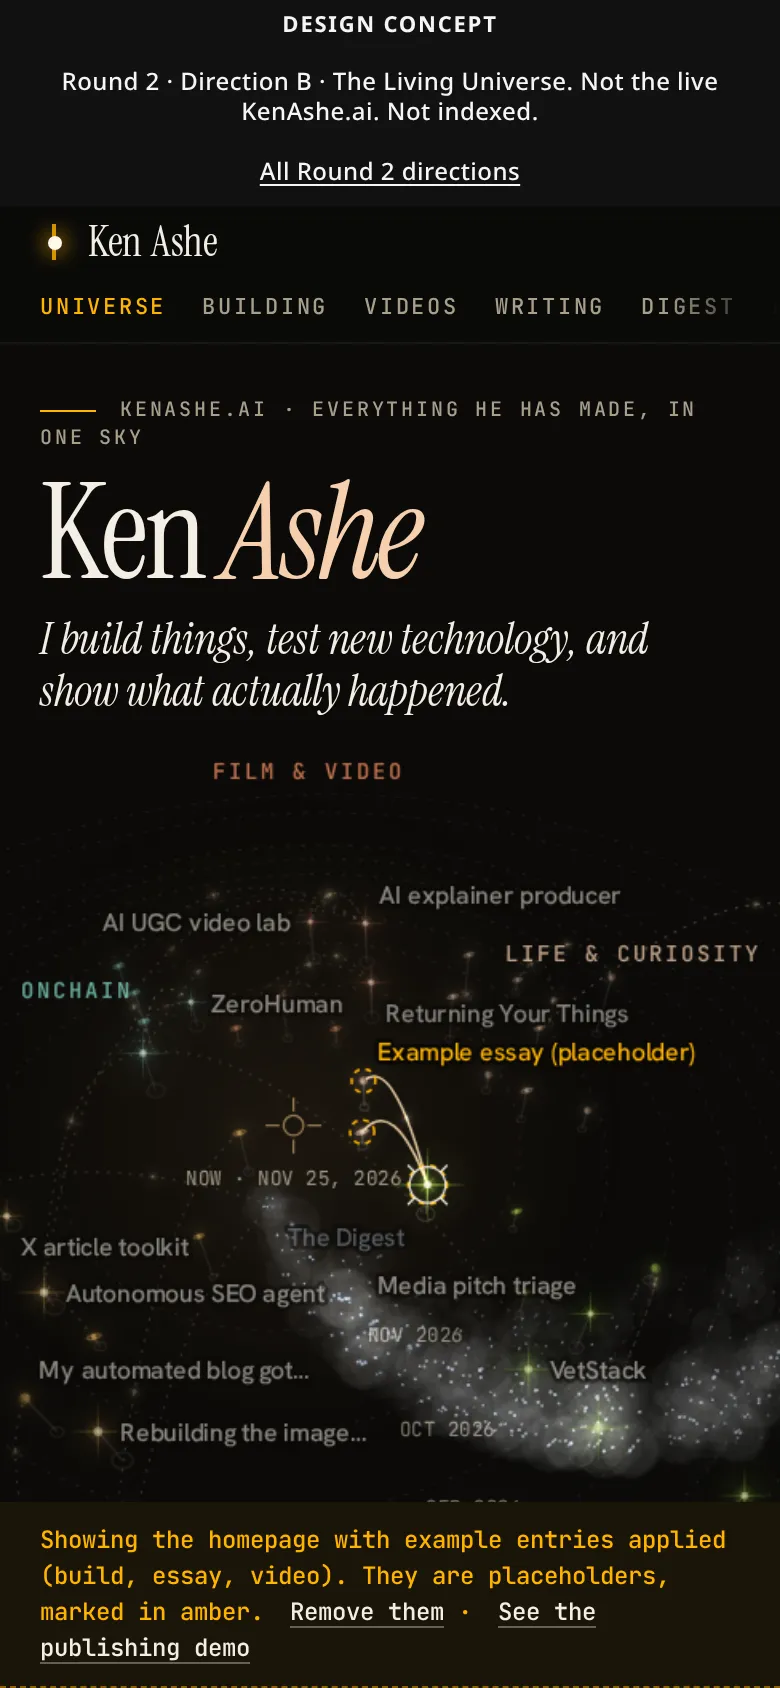 DESIGN CONCEPT
Round 2 · Direction B · The Living Universe. Not the live
KenAshe.ai. Not indexed.
All Round 2 directions
Ken Ashe
UNIVERSE BUILDING VIDEOS WRITING DIGEST
KENASHE.AI · EVERYTHING HE HAS MADE, IN
ONE SKY
Ken Ashe
I build things, test new technology, and
show what actually happened.
FILM & VIDEO
AI explainer producer
AI UGC video lab
LIFE & CURIOSITY
ONCHAIN
ZeroHuman
Returning Your Things
Example essay (placeholder)
NOW · NOV 25, 2026
The Digest
X article toolkit
Media pitch triage
Autonomous SEO agent
NOV 2026
My automated blog got...
VetStack
OCT 2026
Rebuilding the image...
Showing the homepage with example entries applied
(build, essay, video). They are placeholders,
marked in amber. Remove them · See the
publishing demo